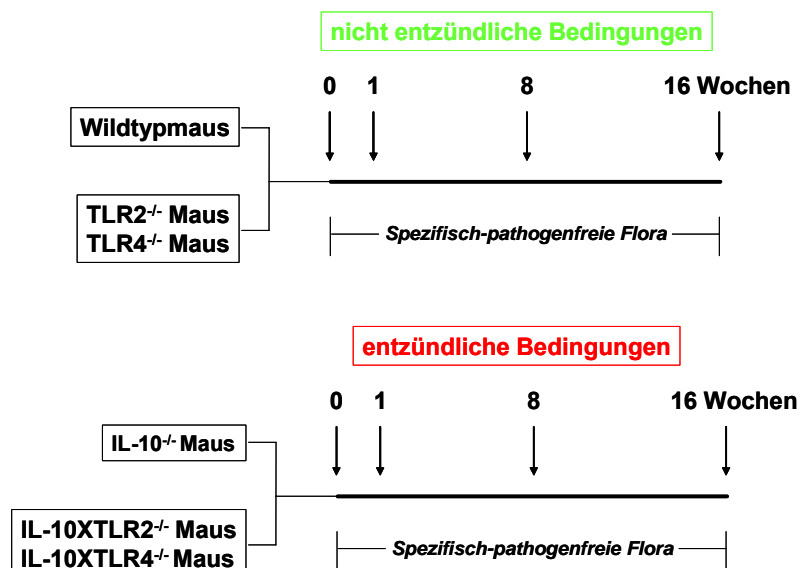 nicht entzündliche Bedingungen
0 1 8 16 Wochen
Wildtypmaus
TLR2-/- Maus
TLR4-/- Maus
Spezifisch-pathogenfreie Flora
entzündliche Bedingungen
0 1 8 16 Wochen
IL-10-/- Maus
IL-10XTLR2-/- Maus
IL-10XTLR4-/- Maus
Spezifisch-pathogenfreie Flora